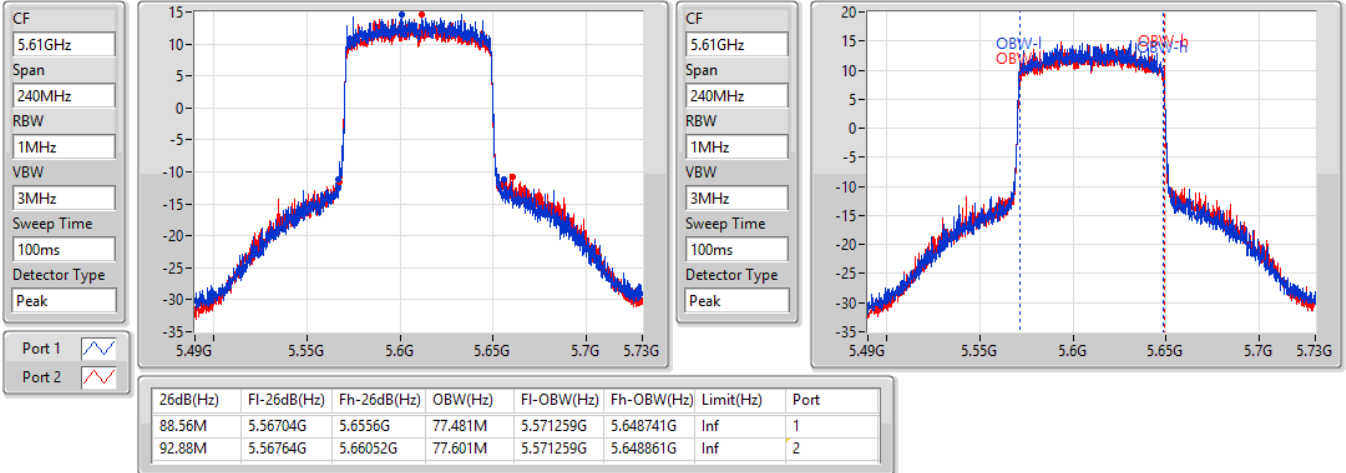 CF
5.61GHz
Span
240MHz
RBW
1MHz
VBW
3MHz
Sweep Time
100ms
Detector Type
Peak
Port 1
Port 2
15
10
5
0
-5
-10
-15
-20
-25
-30
-35
5.49G 5.55G 5.6G 5.65G 5.7G 5.73G
CF
5.61GHz
Span
240MHz
RBW
1MHz
VBW
3MHz
Sweep Time
100ms
Detector Type
Peak
20
15
10
5
0
-5
-10
-15
-20
-25
-30
-35
OBW-l
OBW-h
5.49G 5.55G 5.6G 5.65G 5.7G 5.73G
26dB(Hz) Fl-26dB(Hz) Fh-26dB(Hz) OBW(Hz) Fl-OBW(Hz) Fh-OBW(Hz) Limit(Hz) Port
88.56M 5.56704G 5.6556G 77.481M 5.571259G 5.648741G Inf 1
92.88M 5.56764G 5.66052G 77.601M 5.571259G 5.648861G Inf 2